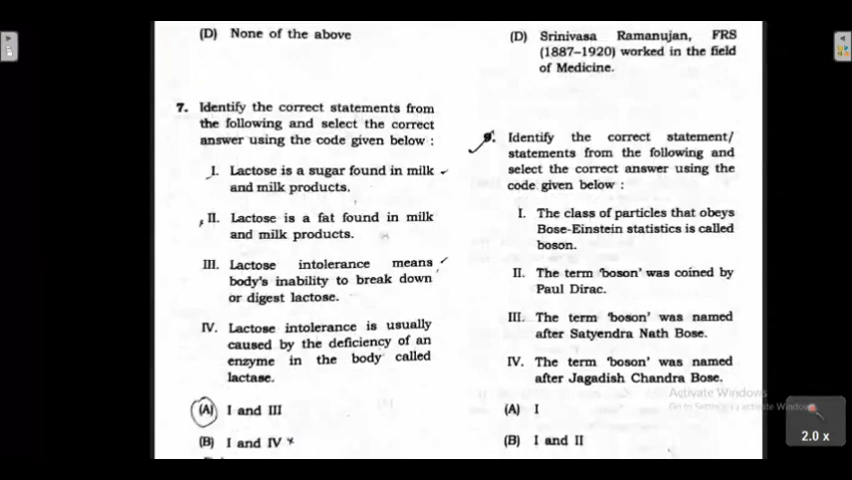 (D) None of the above
7. Identify the correct statements from
the following and select the correct
answer using the code given below :
I. Lactose is a sugar found in milk
and milk products.
II. Lactose is a fat found in milk
and milk products.
III. Lactose intolerance means
body's inability to break down
or digest lactose.
IV. Lactose intolerance is usually
caused by the deficiency of an
enzyme in the body called
lactase.
(A) I and III
(B) I and IV
(D) Srinivasa Ramanujan, FRS
(1887–1920) worked in the field
of Medicine.
9. Identify the correct statement/
statements from the following and
select the correct answer using the
code given below :
I. The class of particles that obeys
Bose-Einstein statistics is called
boson.
II. The term 'boson' was coined by
Paul Dirac.
III. The term 'boson' was named
after Satyendra Nath Bose.
IV. The term 'boson' was named
after Jagadish Chandra Bose.
(A) I
(B) I and II
Activate Windows
Go to Settings to activate Windows.
2.0 x